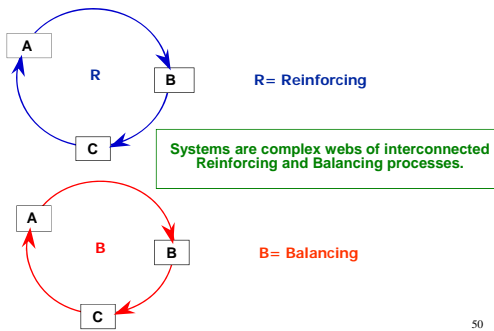 A
R
B
R= Reinforcing
C
Systems are complex webs of interconnected
Reinforcing and Balancing processes.
A
B
B
B= Balancing
C
50